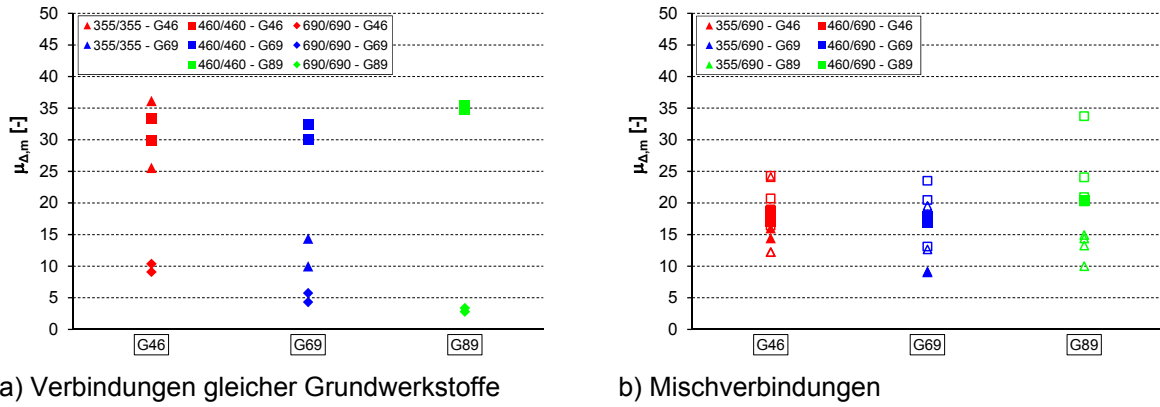 50
45
40
35
30
25
20
15
10
5
0
μΔ,m [-]
355/355 - G46 460/460 - G46 690/690 - G46
355/355 - G69 460/460 - G69 690/690 - G69
460/460 - G89 690/690 - G89
G46 G69 G89
a) Verbindungen gleicher Grundwerkstoffe
50
45
40
35
30
25
20
15
10
5
0
μΔ,m [-]
355/690 - G46 460/690 - G46
355/690 - G69 460/690 - G69
355/690 - G89 460/690 - G89
G46 G69 G89
b) Mischverbindungen